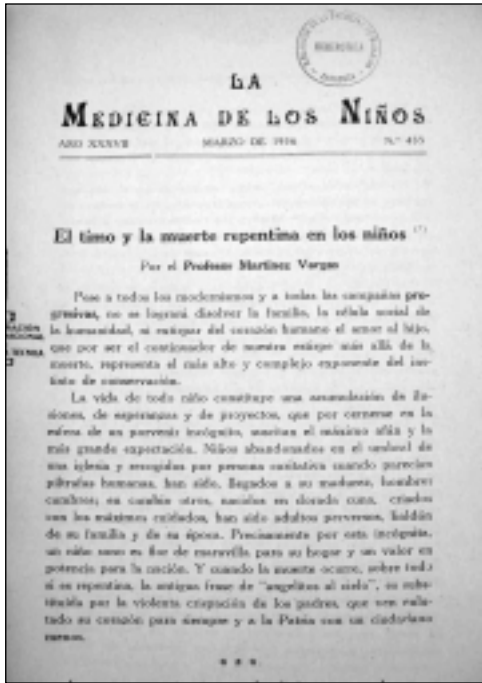 HEMEROTECA
LA
MEDICINA DE LOS NIÑOS
AÑO XXXVII MARZO DE 1936 N.º 435
El timo y la muerte repentina en los niños (1)
Por el Profesor Martínez Vargas
Pese a todos los modernismos y a todas las campañas pro-
gresivas, no se logrará disolver la familia, la célula social de
la humanidad, ni extirpar del corazón humano el amor al hijo,
que por ser el continuador de nuestra estirpe más allá de la
muerte, representa el más alto y complejo exponente del ins-
tinto de conservación.
La vida de todo niño constituye una acumulación de ilu-
siones, de esperanzas y de proyectos, que por cernerse en la
esfera de un porvenir incógnito, suscitan el máximo afán y la
más grande expectación. Niños abandonados en el umbral de
una iglesia y recogidos por persona caritativa cuando parecían
piltrafas humanas, han sido, llegados a su madurez, hombres
cumbres; en cambio otros, nacidos en dorada cuna, criados
con los máximos cuidados, han sido adultos perversos, baldón
de su familia y de su época. Precisamente por esta incógnita,
un niño sano es flor de maravilla para su hogar y un valor en
potencia para la nación. Y cuando la muerte ocurre, sobre todo
si es repentina, la antigua frase de "angelitos al cielo", es subs-
tituída por la violenta crispación de los padres, que ven enlu-
tado su corazón para siempre y a la Patria con un ciudadano
menos.
* * *